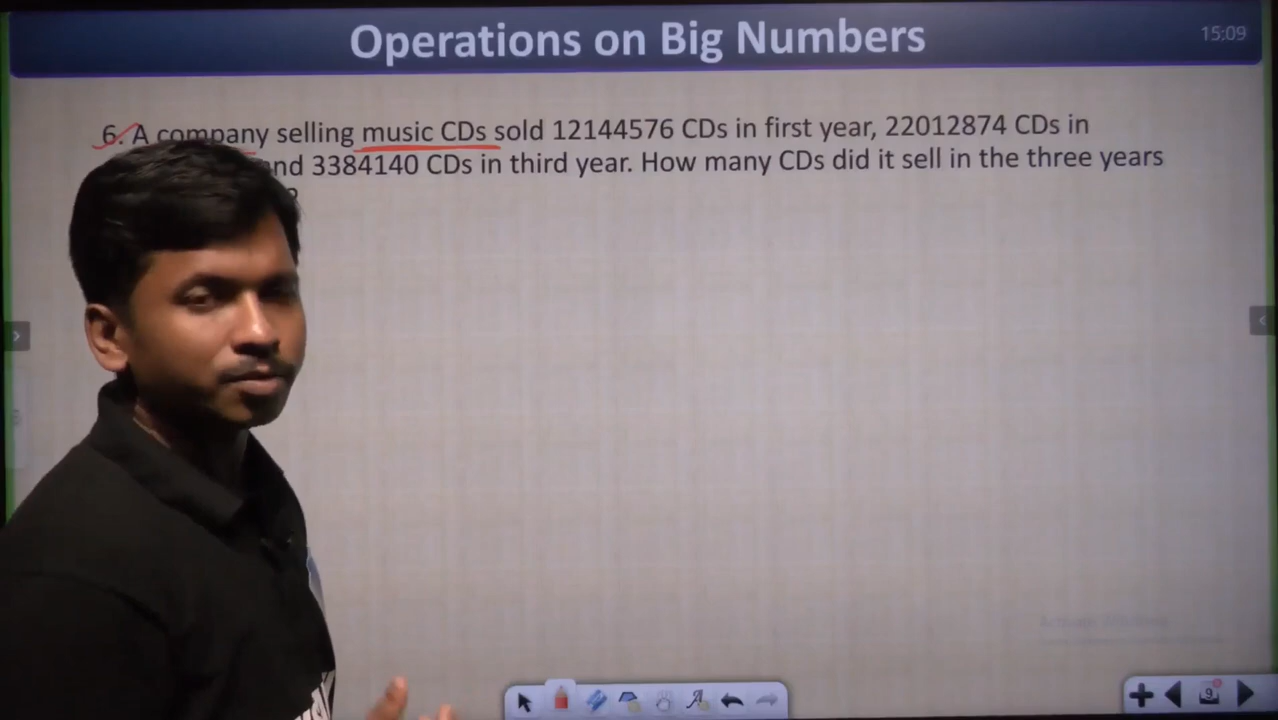 Operations on Big Numbers
15:09
6. A company selling music CDs sold 12144576 CDs in first year, 22012874 CDs in
nd 3384140 CDs in third year. How many CDs did it sell in the three years
?
9